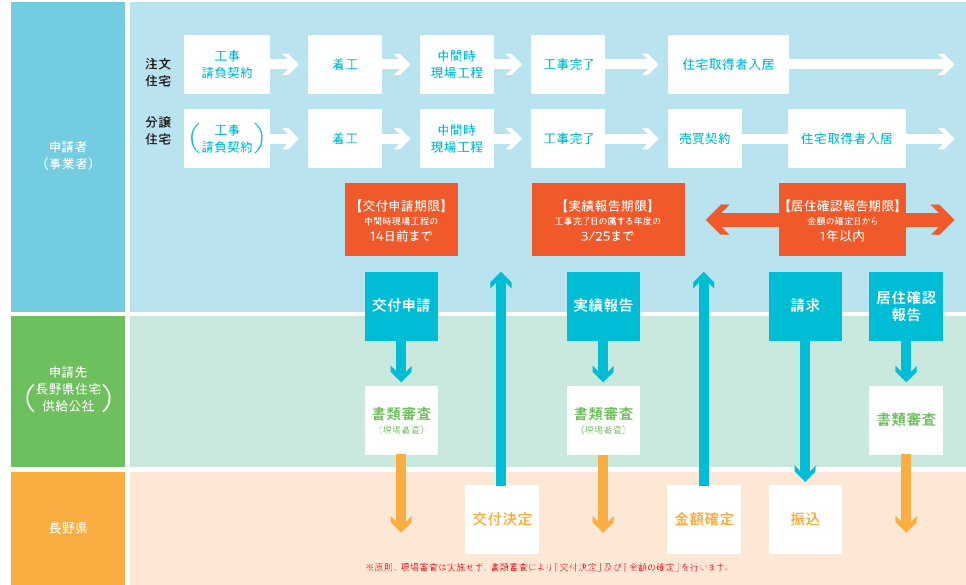 注文
住宅
工事
請負契約
着工
中間時
現場工程
工事完了
住宅取得者入居
分譲
住宅
(工事
請負契約)
着工
中間時
現場工程
工事完了
売買契約
住宅取得者入居
申請者
(事業者)
【交付申請期限】
中間時現場工程の
14日前まで
【実績報告期限】
工事完了日の属する年度の
3/25まで
【居住確認報告期限】
金額の確定日から
1年以内
交付申請
実績報告
請求
居住確認
報告
申請先
(長野県住宅
供給公社)
書類審査
(現場審査)
書類審査
(現場審査)
書類審査
長野県
交付決定
金額確定
振込
※原則、現場審査は実施せず、書類審査により「交付決定」及び「金額の確定」を行います。